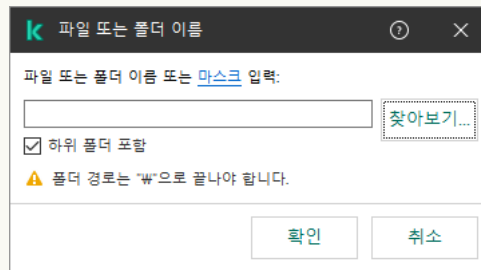 파일 또는 폴더 이름
파일 또는 폴더 이름 또는 마스크 입력:
찾아보기...
하위 폴더 포함
폴더 경로는 "₩"으로 끝나야 합니다.
확인
취소